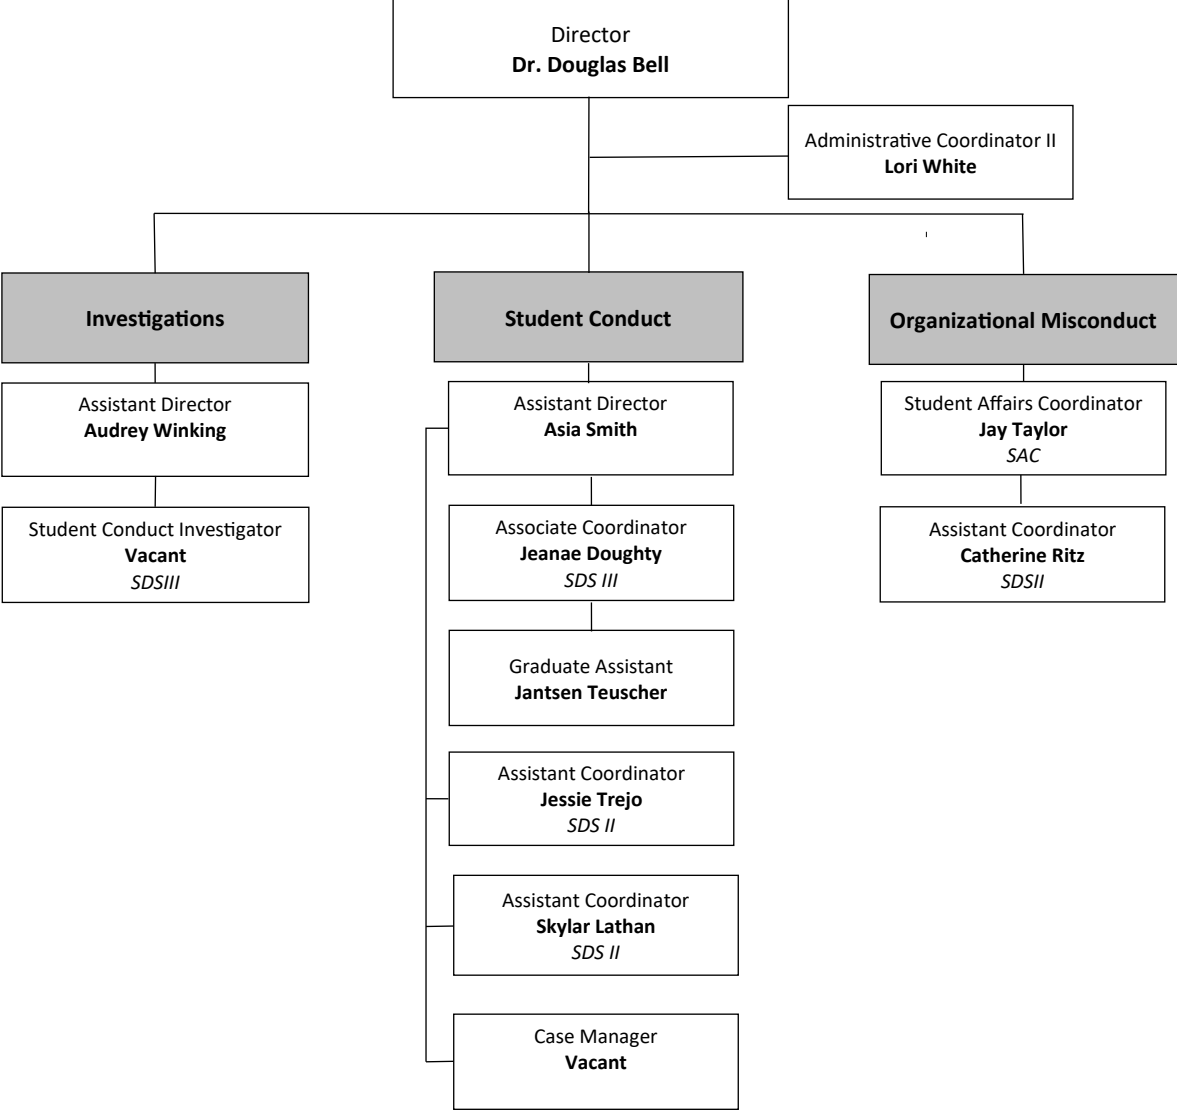 Director
Dr. Douglas Bell
Administrative Coordinator II
Lori White
Investigations
Student Conduct
Organizational Misconduct
Assistant Director
Audrey Winking
Student Conduct Investigator
Vacant
SDSIII
Assistant Director
Asia Smith
Associate Coordinator
Jeanae Doughty
SDS III
Graduate Assistant
Jantsen Teuscher
Assistant Coordinator
Jessie Trejo
SDS II
Assistant Coordinator
Skylar Lathan
SDS II
Case Manager
Vacant
Student Affairs Coordinator
Jay Taylor
SAC
Assistant Coordinator
Catherine Ritz
SDSII